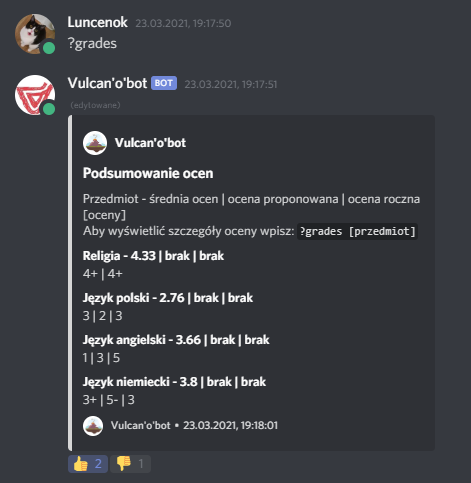 Luncenok 23.03.2021, 19:17:50
?grades
Vulcan'o'bot BOT 23.03.2021, 19:17:51
(edytowane)
Vulcan'o'bot
Podsumowanie ocen
Przedmiot - średnia ocen | ocena proponowana | ocena roczna
[oceny]
Aby wyświetlić szczegóły oceny wpisz: ?grades [przedmiot]
Religia - 4.33 | brak | brak
4+ | 4+
Język polski - 2.76 | brak | brak
3 | 2 | 3
Język angielski - 3.66 | brak | brak
1 | 3 | 5
Język niemiecki - 3.8 | brak | brak
3+ | 5- | 3
Vulcan'o'bot • 23.03.2021, 19:18:01
👍 2 👎 1